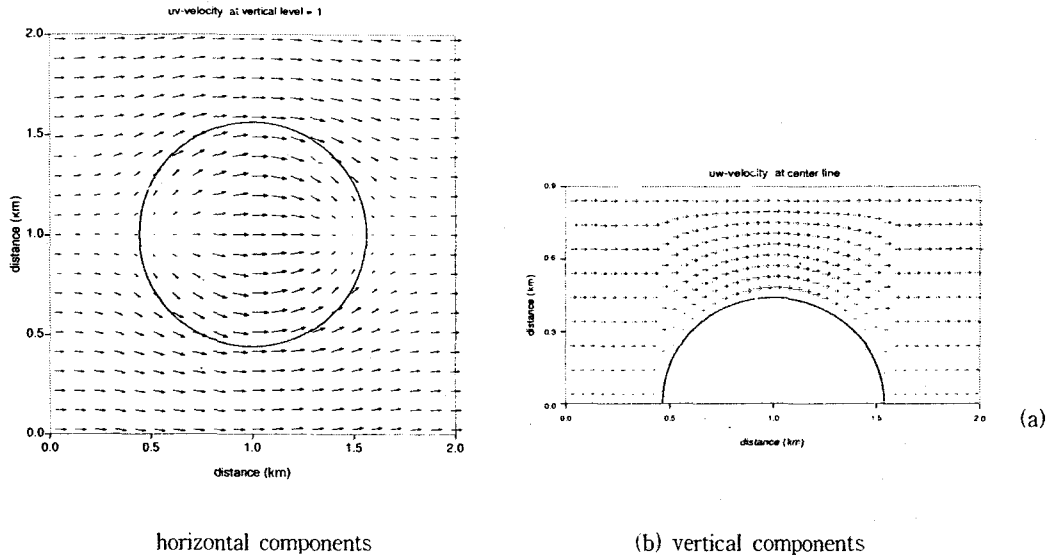 uv-velocity at vertical level = 1
2.0
1.5
1.0
0.5
0.0
distance (km)
0.0 0.5 1.0 1.5 2.0
distance (km)
uw-velocity at center line
0.9
0.6
0.3
0.0
distance (km)
0.0 0.5 1.0 1.5 2.0
distance (km)
(a)
horizontal components
(b) vertical components